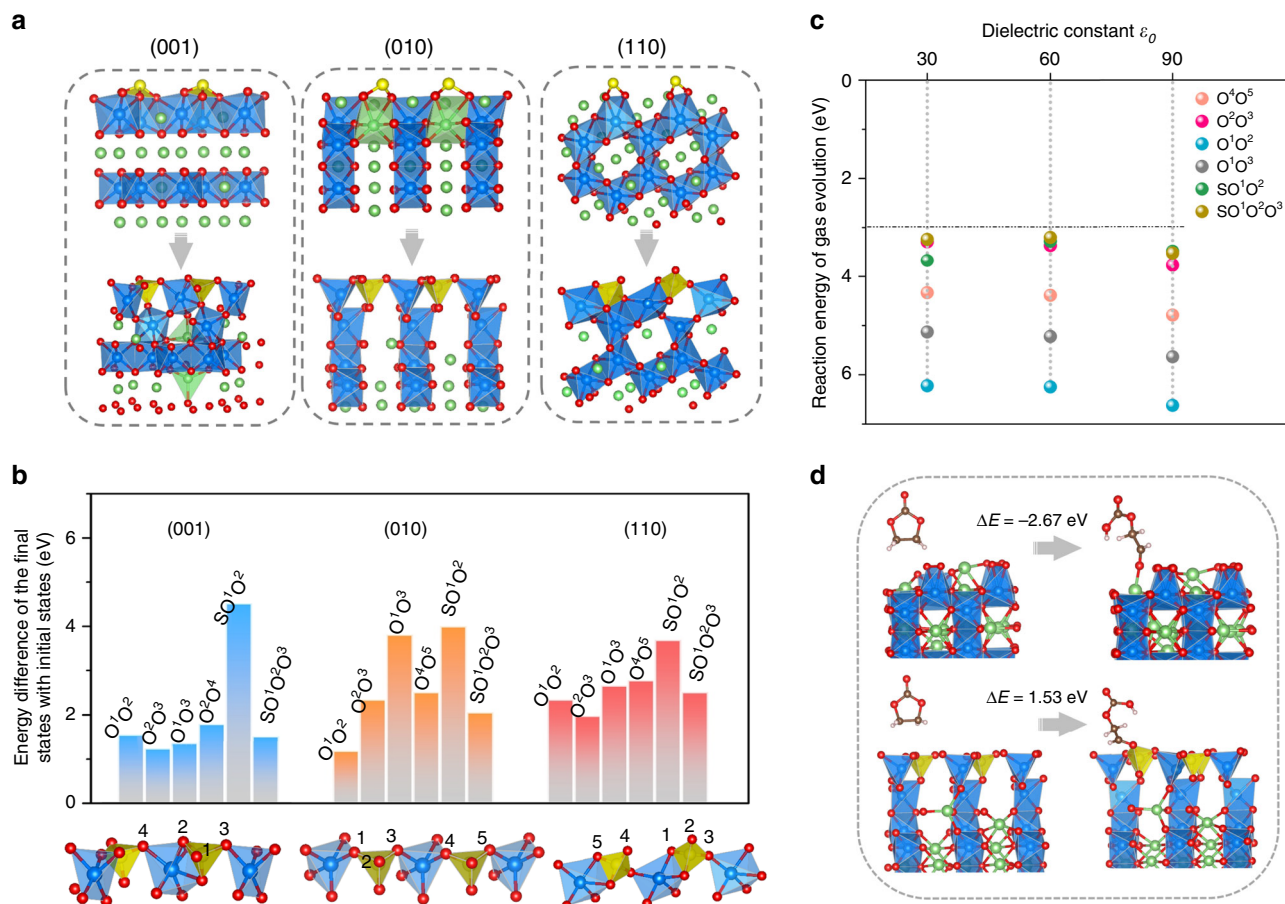 a
(001)
(010)
(110)
b
Energy difference of the final
states with initial states (eV)
6
4
2
0
(001)
(010)
(110)
O¹O²
O²O³
O¹O³
O²O⁴
SO¹O²
SO¹O²O³
O¹O²
O²O³
O¹O³
O⁴O⁵
SO¹O²
SO¹O²O³
O¹O²
O²O³
O¹O³
O⁴O⁵
SO¹O²
SO¹O²O³
4 2 1 3
1 2 3 4 5
5 4 1 2 3
c
Dielectric constant ε₀
30 60 90
Reaction energy of gas evolution (eV)
0
2
4
6
O⁴O⁵
O²O³
O¹O²
O¹O³
SO¹O²
SO¹O²O³
d
ΔE = –2.67 eV
ΔE = 1.53 eV